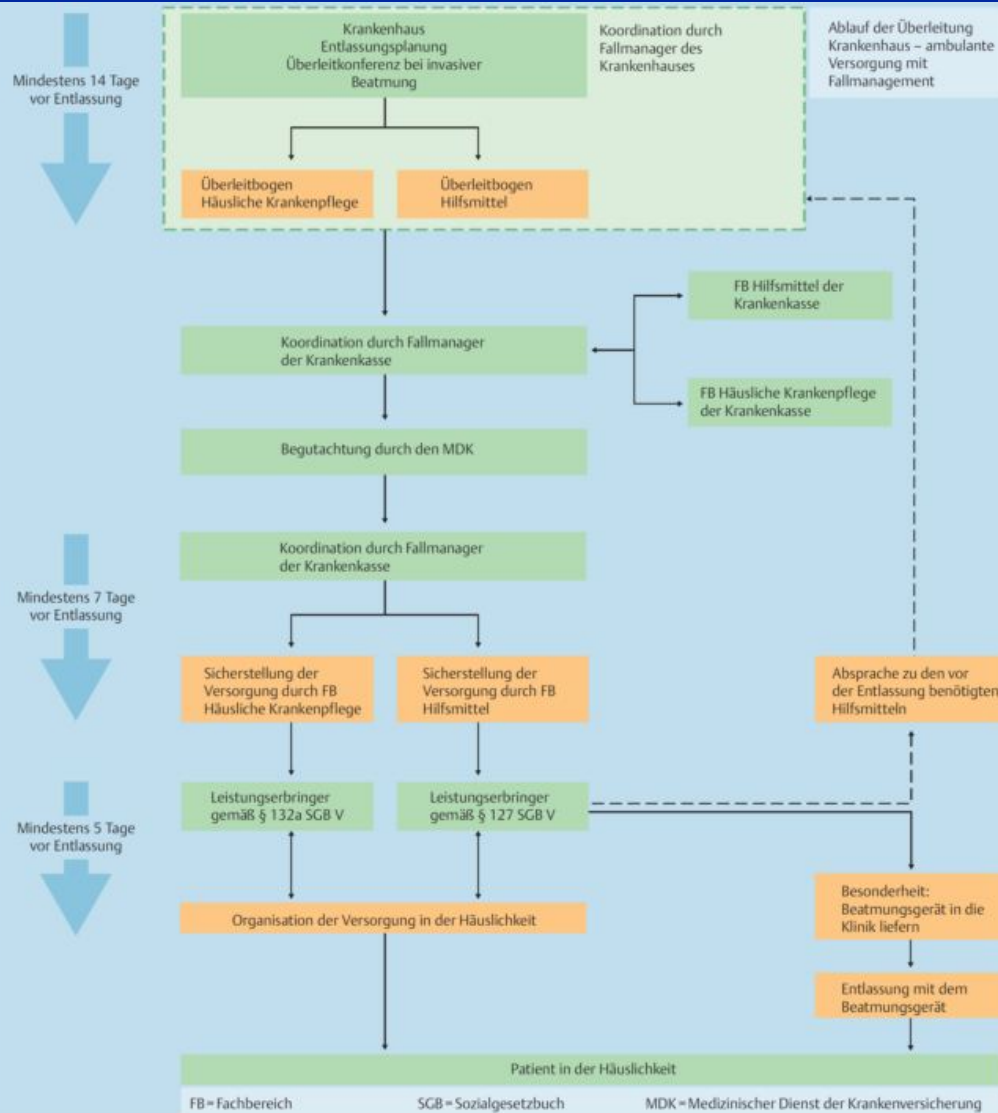 Mindestens 14 Tage
vor Entlassung
Krankenhaus
Entlassungsplanung
Überleitkonferenz bei invasiver
Beatmung
Koordination durch
Fallmanager des
Krankenhauses
Ablauf der Überleitung
Krankenhaus – ambulante
Versorgung mit
Fallmanagement
Überleitbogen
Häusliche Krankenpflege
Überleitbogen
Hilfsmittel
FB Hilfsmittel der
Krankenkasse
Koordination durch Fallmanager
der Krankenkasse
FB Häusliche Krankenpflege
der Krankenkasse
Begutachtung durch den MDK
Koordination durch Fallmanager
der Krankenkasse
Mindestens 7 Tage
vor Entlassung
Sicherstellung der
Versorgung durch FB
Häusliche Krankenpflege
Sicherstellung der
Versorgung durch FB
Hilfsmittel
Absprache zu den vor
der Entlassung benötigten
Hilfsmitteln
Mindestens 5 Tage
vor Entlassung
Leistungserbringer
gemäß § 132a SGB V
Leistungserbringer
gemäß § 127 SGB V
Organisation der Versorgung in der Häuslichkeit
Besonderheit:
Beatmungsgerät in die
Klinik liefern
Entlassung mit dem
Beatmungsgerät
Patient in der Häuslichkeit
FB = Fachbereich
SGB = Sozialgesetzbuch
MDK = Medizinischer Dienst der Krankenversicherung